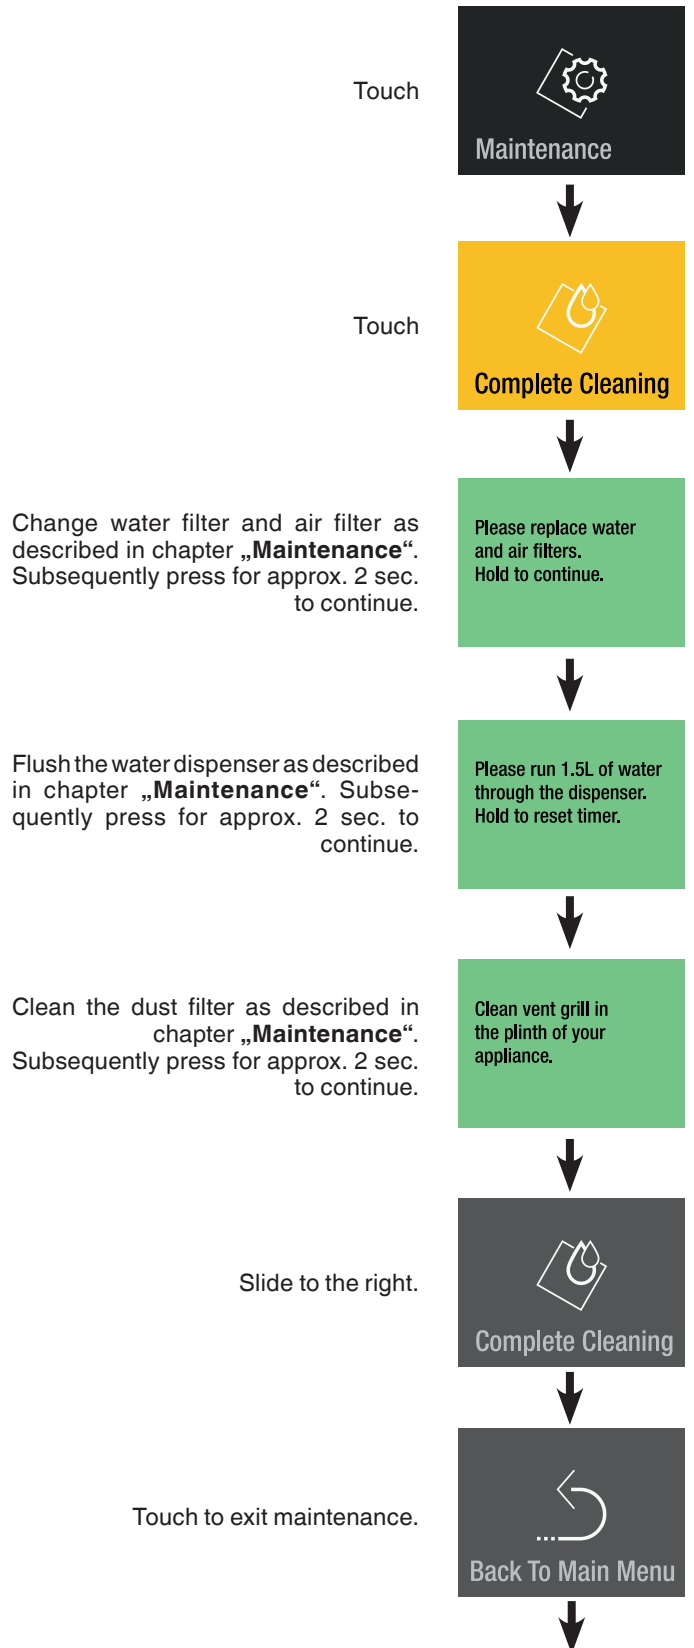 Touch
Maintenance
Touch
Complete Cleaning
Change water filter and air filter as
described in chapter „Maintenance“.
Subsequently press for approx. 2 sec.
to continue.
Please replace water
and air filters.
Hold to continue.
Flush the water dispenser as described
in chapter „Maintenance“. Subse-
quently press for approx. 2 sec. to
continue.
Please run 1.5L of water
through the dispenser.
Hold to reset timer.
Clean the dust filter as described in
chapter „Maintenance“.
Subsequently press for approx. 2 sec.
to continue.
Clean vent grill in
the plinth of your
appliance.
Slide to the right.
Complete Cleaning
Touch to exit maintenance.
Back To Main Menu